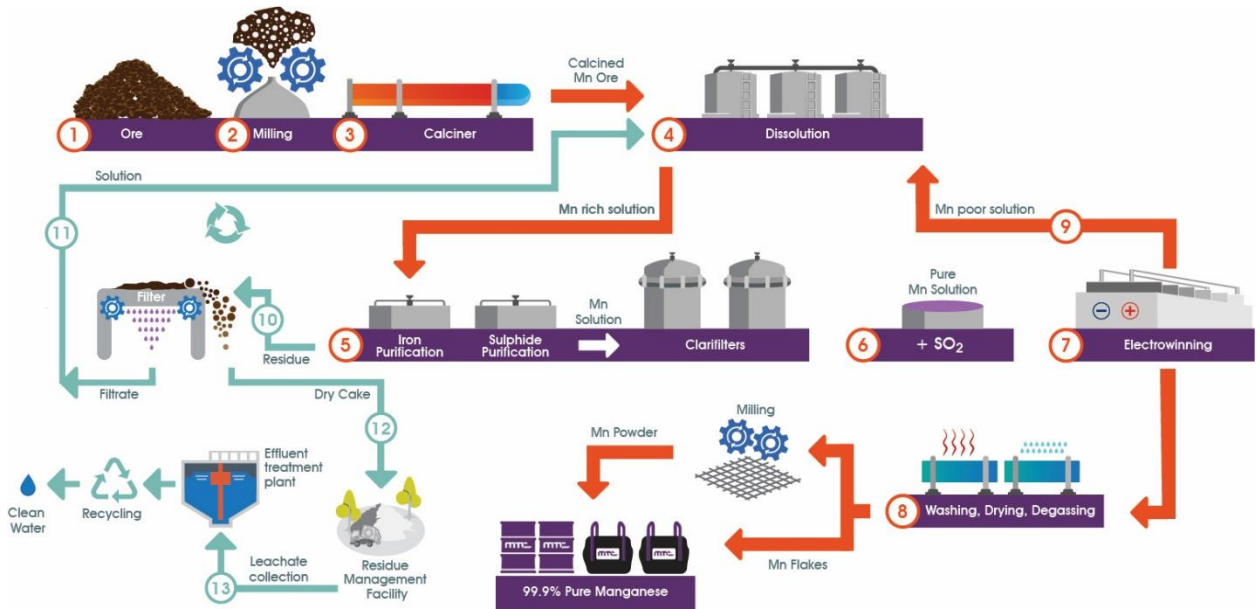 1
Ore
2
Milling
3
Calciner
Calcined
Mn Ore
4
Dissolution
Solution
11
Mn rich solution
Mn poor solution
9
Filter
10
Residue
5
Iron
Purification
Sulphide
Purification
Mn
Solution
Clarifilters
Pure
Mn Solution
6
+ SO2
7
Electrowinning
Filtrate
Dry Cake
12
Milling
Mn Powder
8
Washing, Drying, Degassing
Mn Flakes
Effluent
treatment
plant
Clean
Water
Recycling
Leachate
collection
13
Residue
Management
Facility
MTC
MTC
MTC
MTC
99.9% Pure Manganese